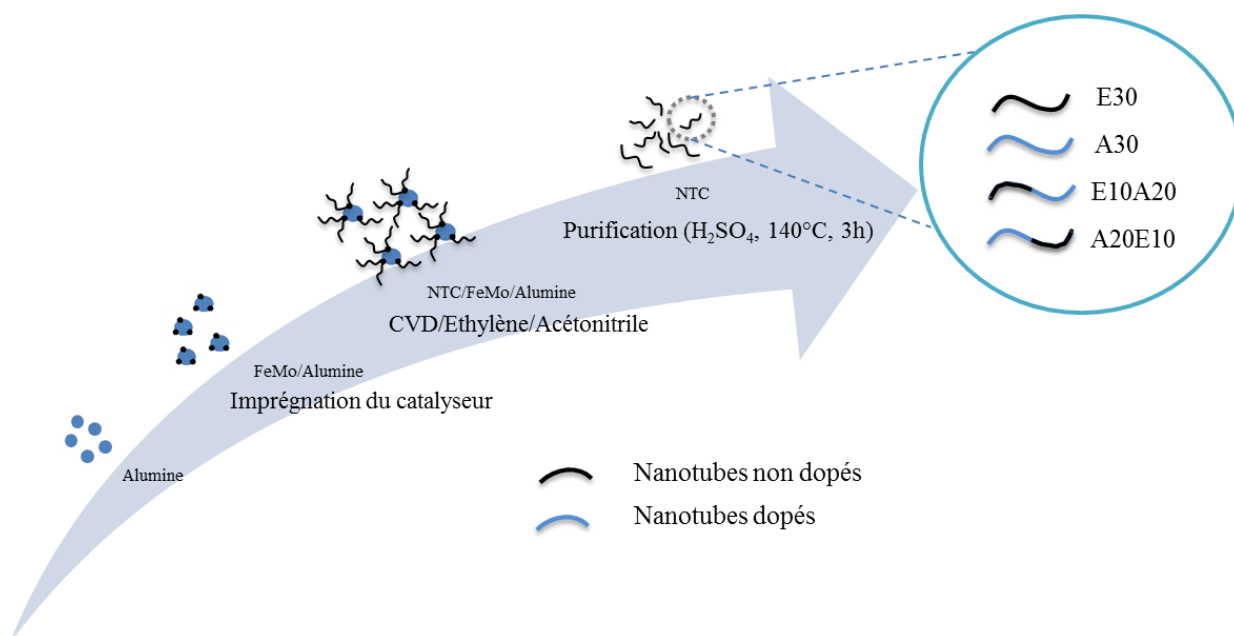 E30
A30
E10A20
A20E10
NTC
Purification (H₂SO₄, 140°C, 3h)
NTC/FeMo/Alumine
CVD/Ethylène/Acétonitrile
FeMo/Alumine
Imprégnation du catalyseur
Alumine
Nanotubes non dopés
Nanotubes dopés